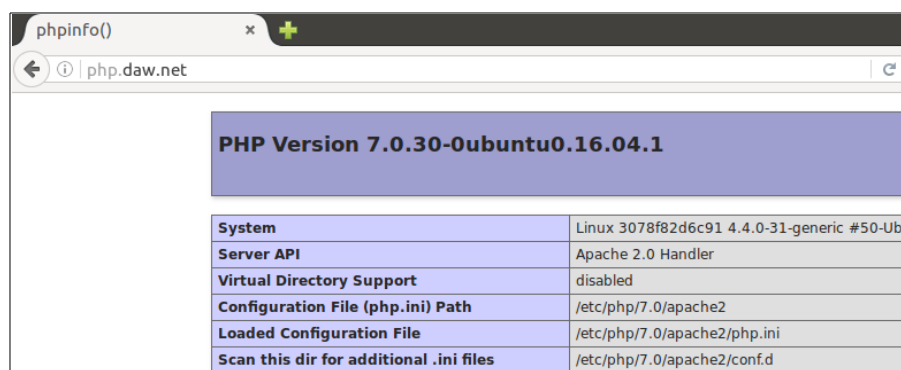 phpinfo()
php.daw.net
PHP Version 7.0.30-0ubuntu0.16.04.1
System Linux 3078f82d6c91 4.4.0-31-generic #50-Ub
Server API Apache 2.0 Handler
Virtual Directory Support disabled
Configuration File (php.ini) Path /etc/php/7.0/apache2
Loaded Configuration File /etc/php/7.0/apache2/php.ini
Scan this dir for additional .ini files /etc/php/7.0/apache2/conf.d